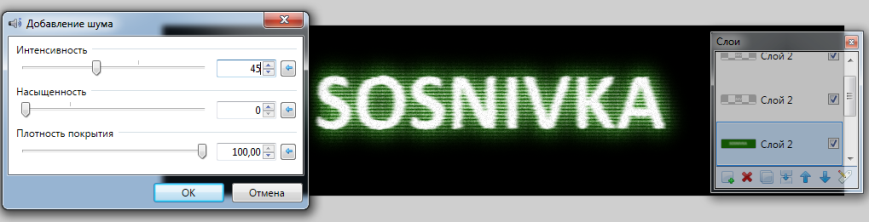 Добавление шума
Интенсивность
45
Насыщенность
0
Плотность покрытия
100,00
OK
Отмена
SOSNIVKA
Слои
Слой 2
Слой 2
Слой 2